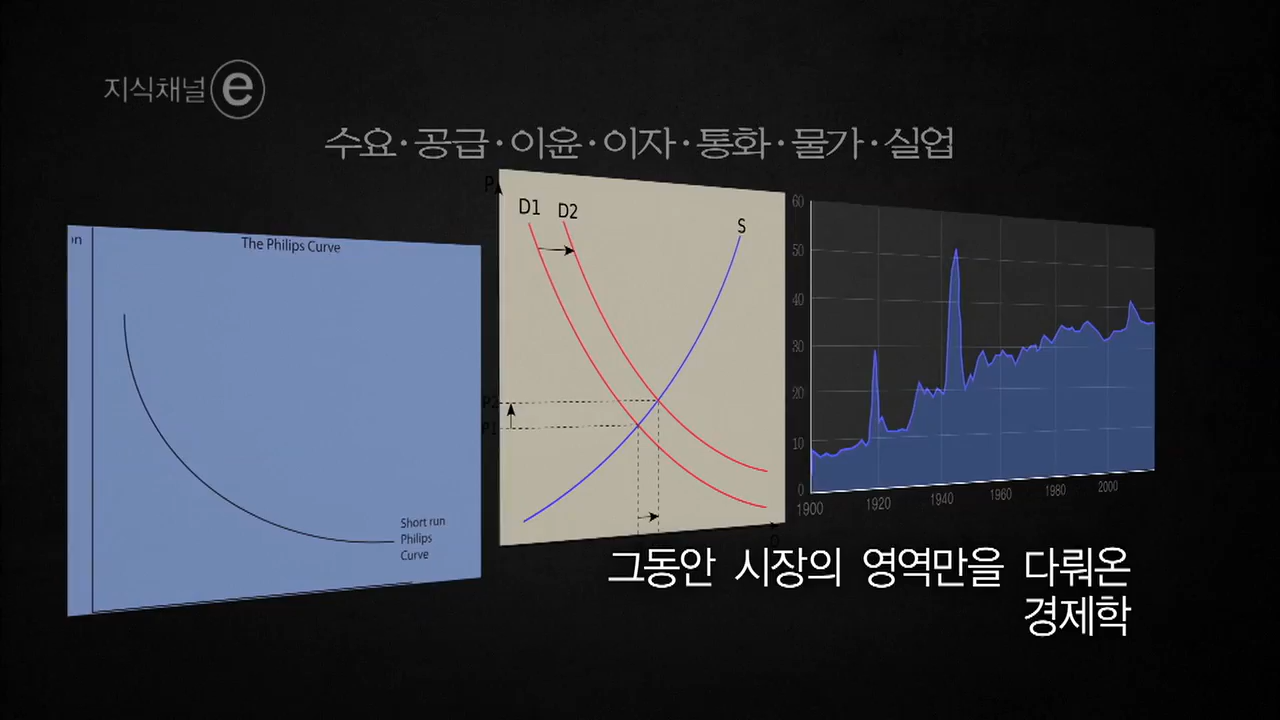 지식채널 e
수요·공급·이윤·이자·통화·물가·실업
The Philips Curve
Short run
Philips
Curve
P
D1 D2
S
P2
P1
Q
60
50
40
30
20
10
0
1900 1920 1940 1960 1980 2000
그동안 시장의 영역만을 다뤄온
경제학